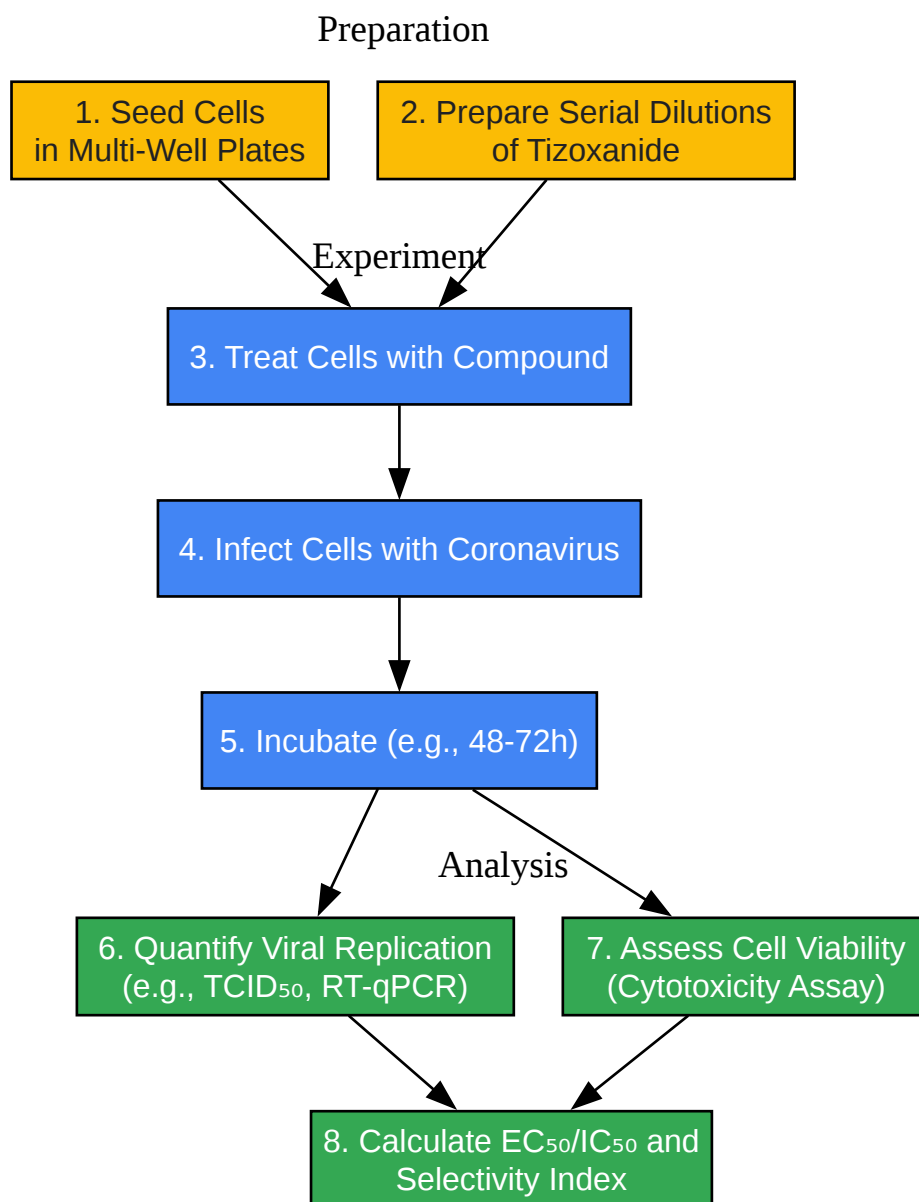 Preparation
1. Seed Cells
in Multi-Well Plates
2. Prepare Serial Dilutions
of Tizoxanide
Experiment
3. Treat Cells with Compound
4. Infect Cells with Coronavirus
5. Incubate (e.g., 48-72h)
Analysis
6. Quantify Viral Replication
(e.g., TCID₅₀, RT-qPCR)
7. Assess Cell Viability
(Cytotoxicity Assay)
8. Calculate EC₅₀/IC₅₀ and
Selectivity Index